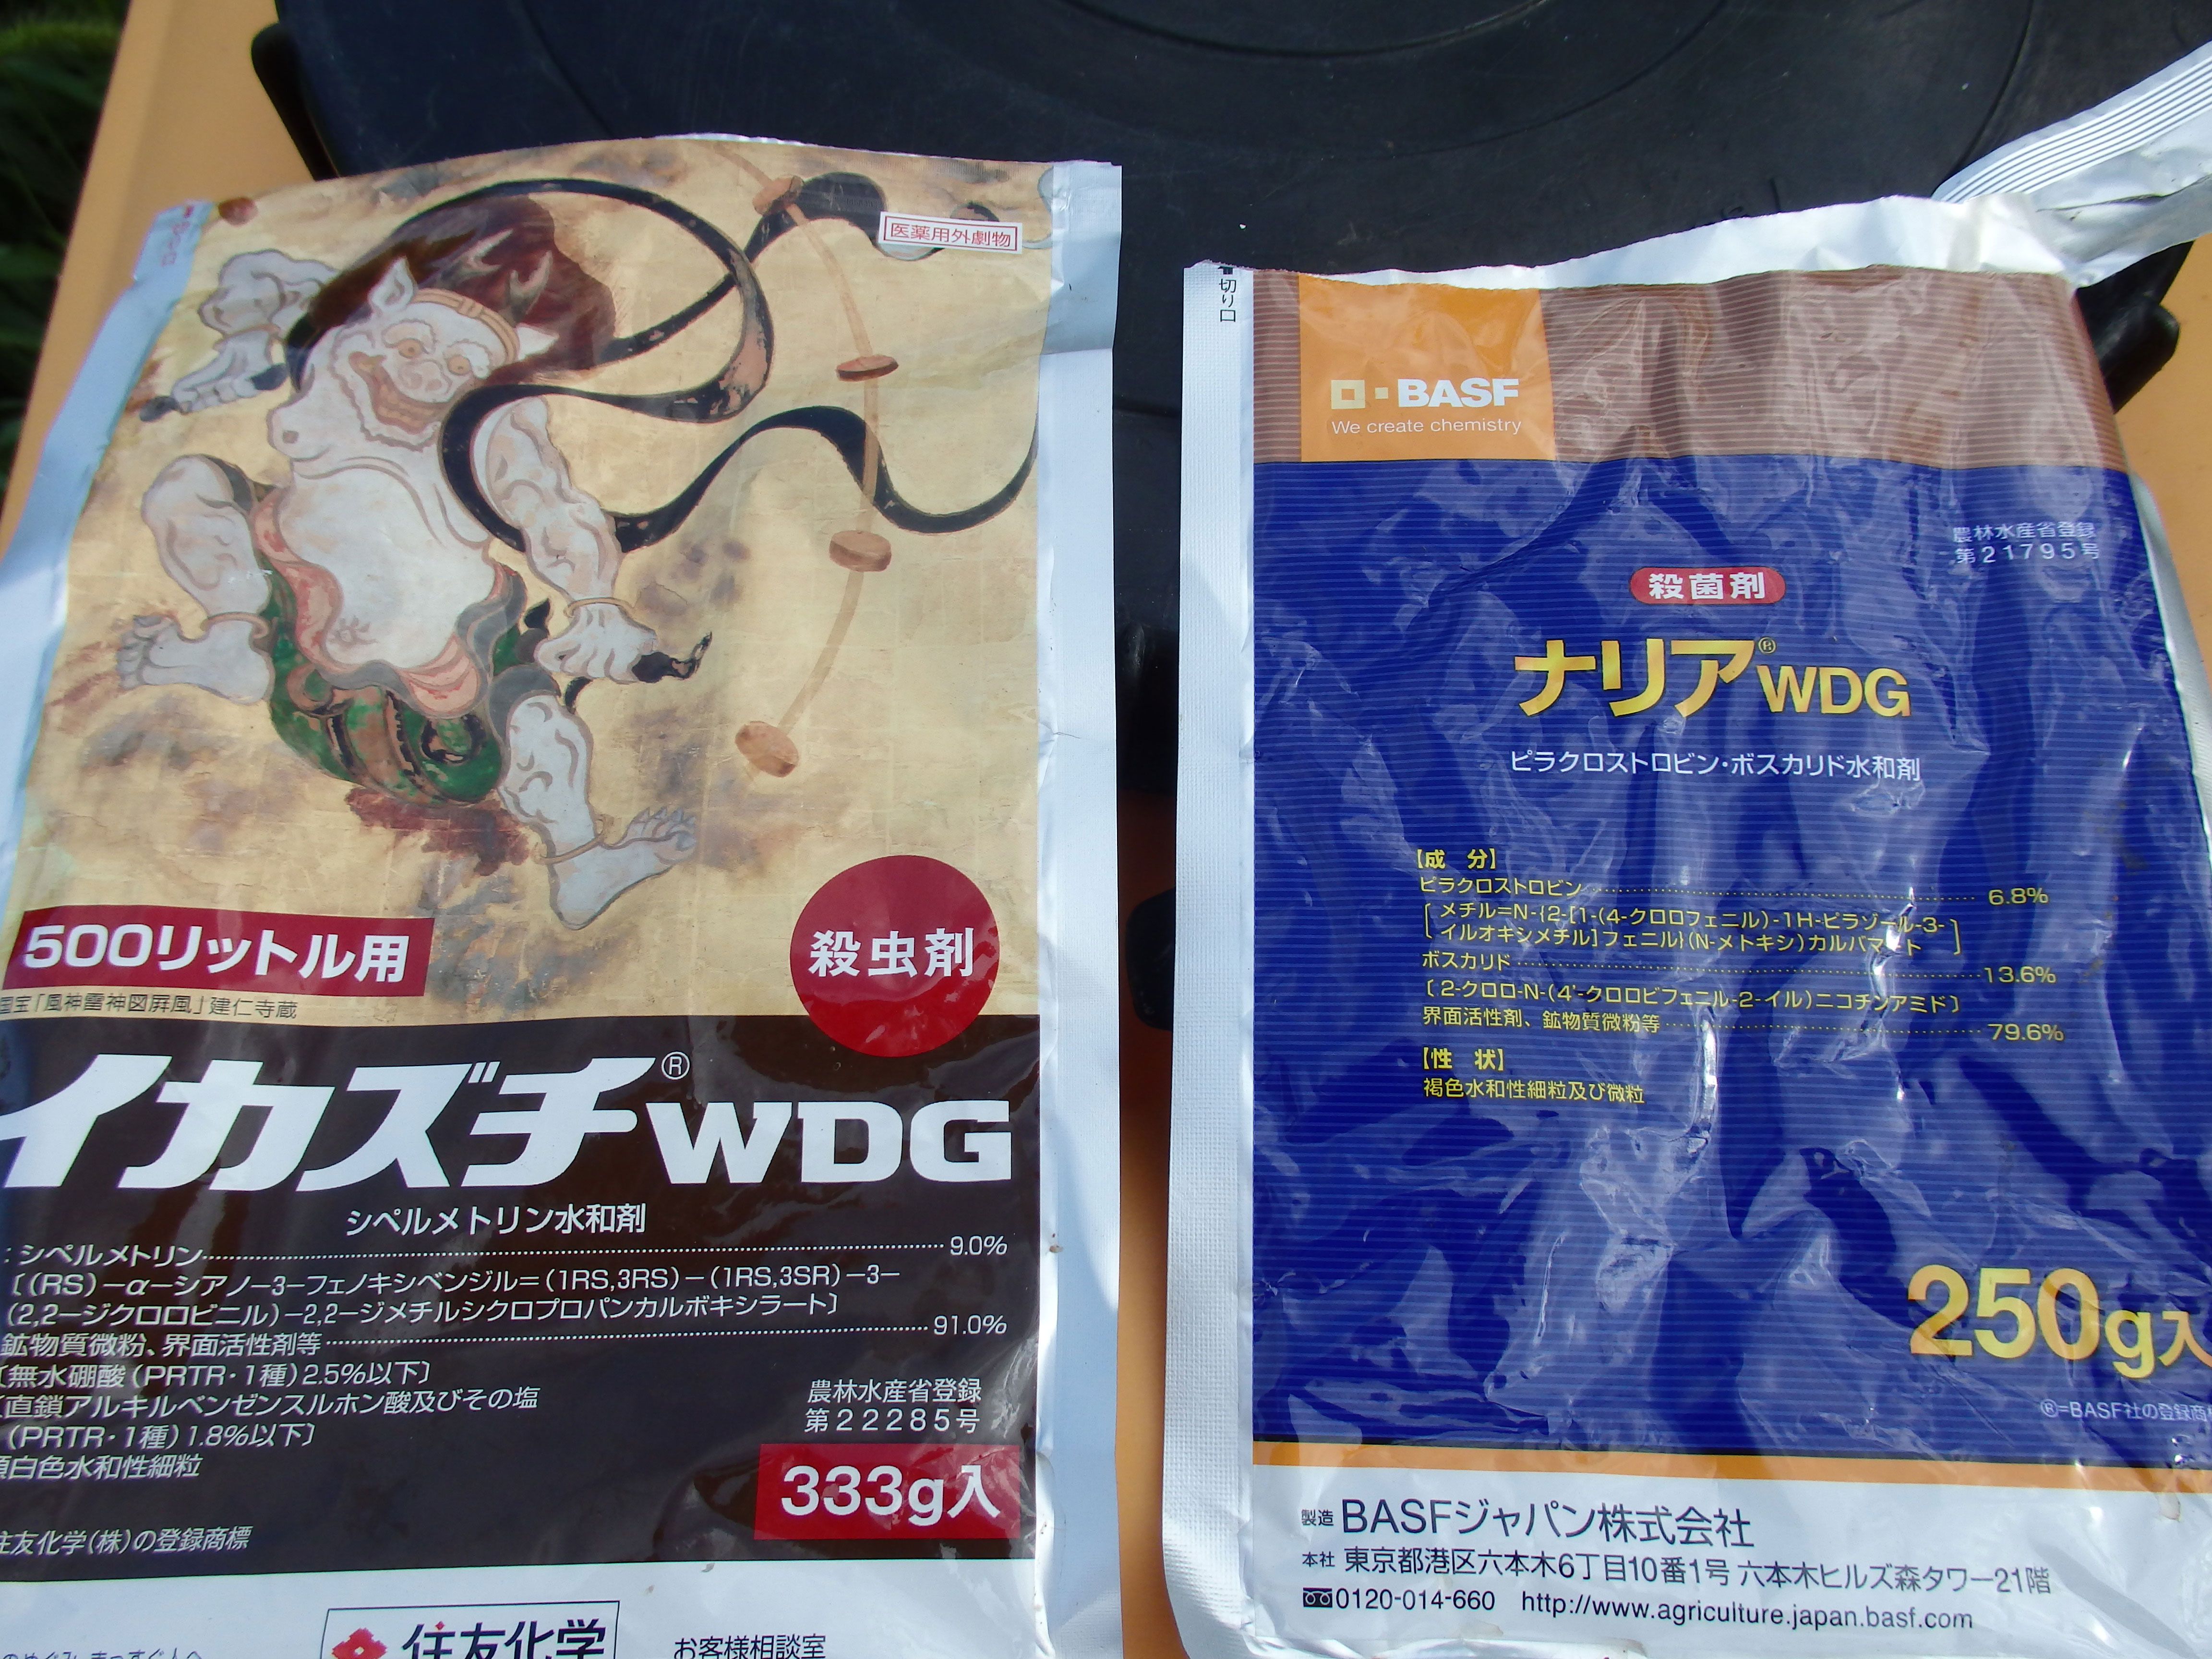 医薬用外劇物
500リットル用
殺虫剤
国宝「風神雷神図屏風」建仁寺蔵
イカズチ®WDG
シペルメトリン水和剤
:シペルメトリン 9.0%
〔(RS)−α−シアノ−3−フェノキシベンジル=(1RS,3RS)−(1RS,3SR)−3−
(2,2−ジクロロビニル)−2,2−ジメチルシクロプロパンカルボキシラート〕
鉱物質微粉、界面活性剤等 91.0%
〔無水硼酸(PRTR・1種)2.5%以下〕
〔直鎖アルキルベンゼンスルホン酸及びその塩
(PRTR・1種)1.8%以下〕
白色水和性細粒
農林水産省登録
第22285号
333g入
住友化学(株)の登録商標
住友化学
お客様相談室
切り口
BASF
We create chemistry
農林水産省登録
第21795号
殺菌剤
ナリア®WDG
ピラクロストロビン・ボスカリド水和剤
【成 分】
ピラクロストロビン 6.8%
[メチル=N-{2-[1-(4-クロロフェニル)-1H-ピラゾール-3-
イルオキシメチル]フェニル}(N-メトキシ)カルバマート]
ボスカリド 13.6%
〔2-クロロ-N-(4'-クロロビフェニル-2-イル)ニコチンアミド〕
界面活性剤、鉱物質微粉等 79.6%
【性 状】
褐色水和性細粒及び微粒
250g入
®=BASF社の登録商
製造 BASFジャパン株式会社
本社 東京都港区六本木6丁目10番1号 六本木ヒルズ森タワー21階
0120-014-660 http://www.agriculture.japan.basf.com